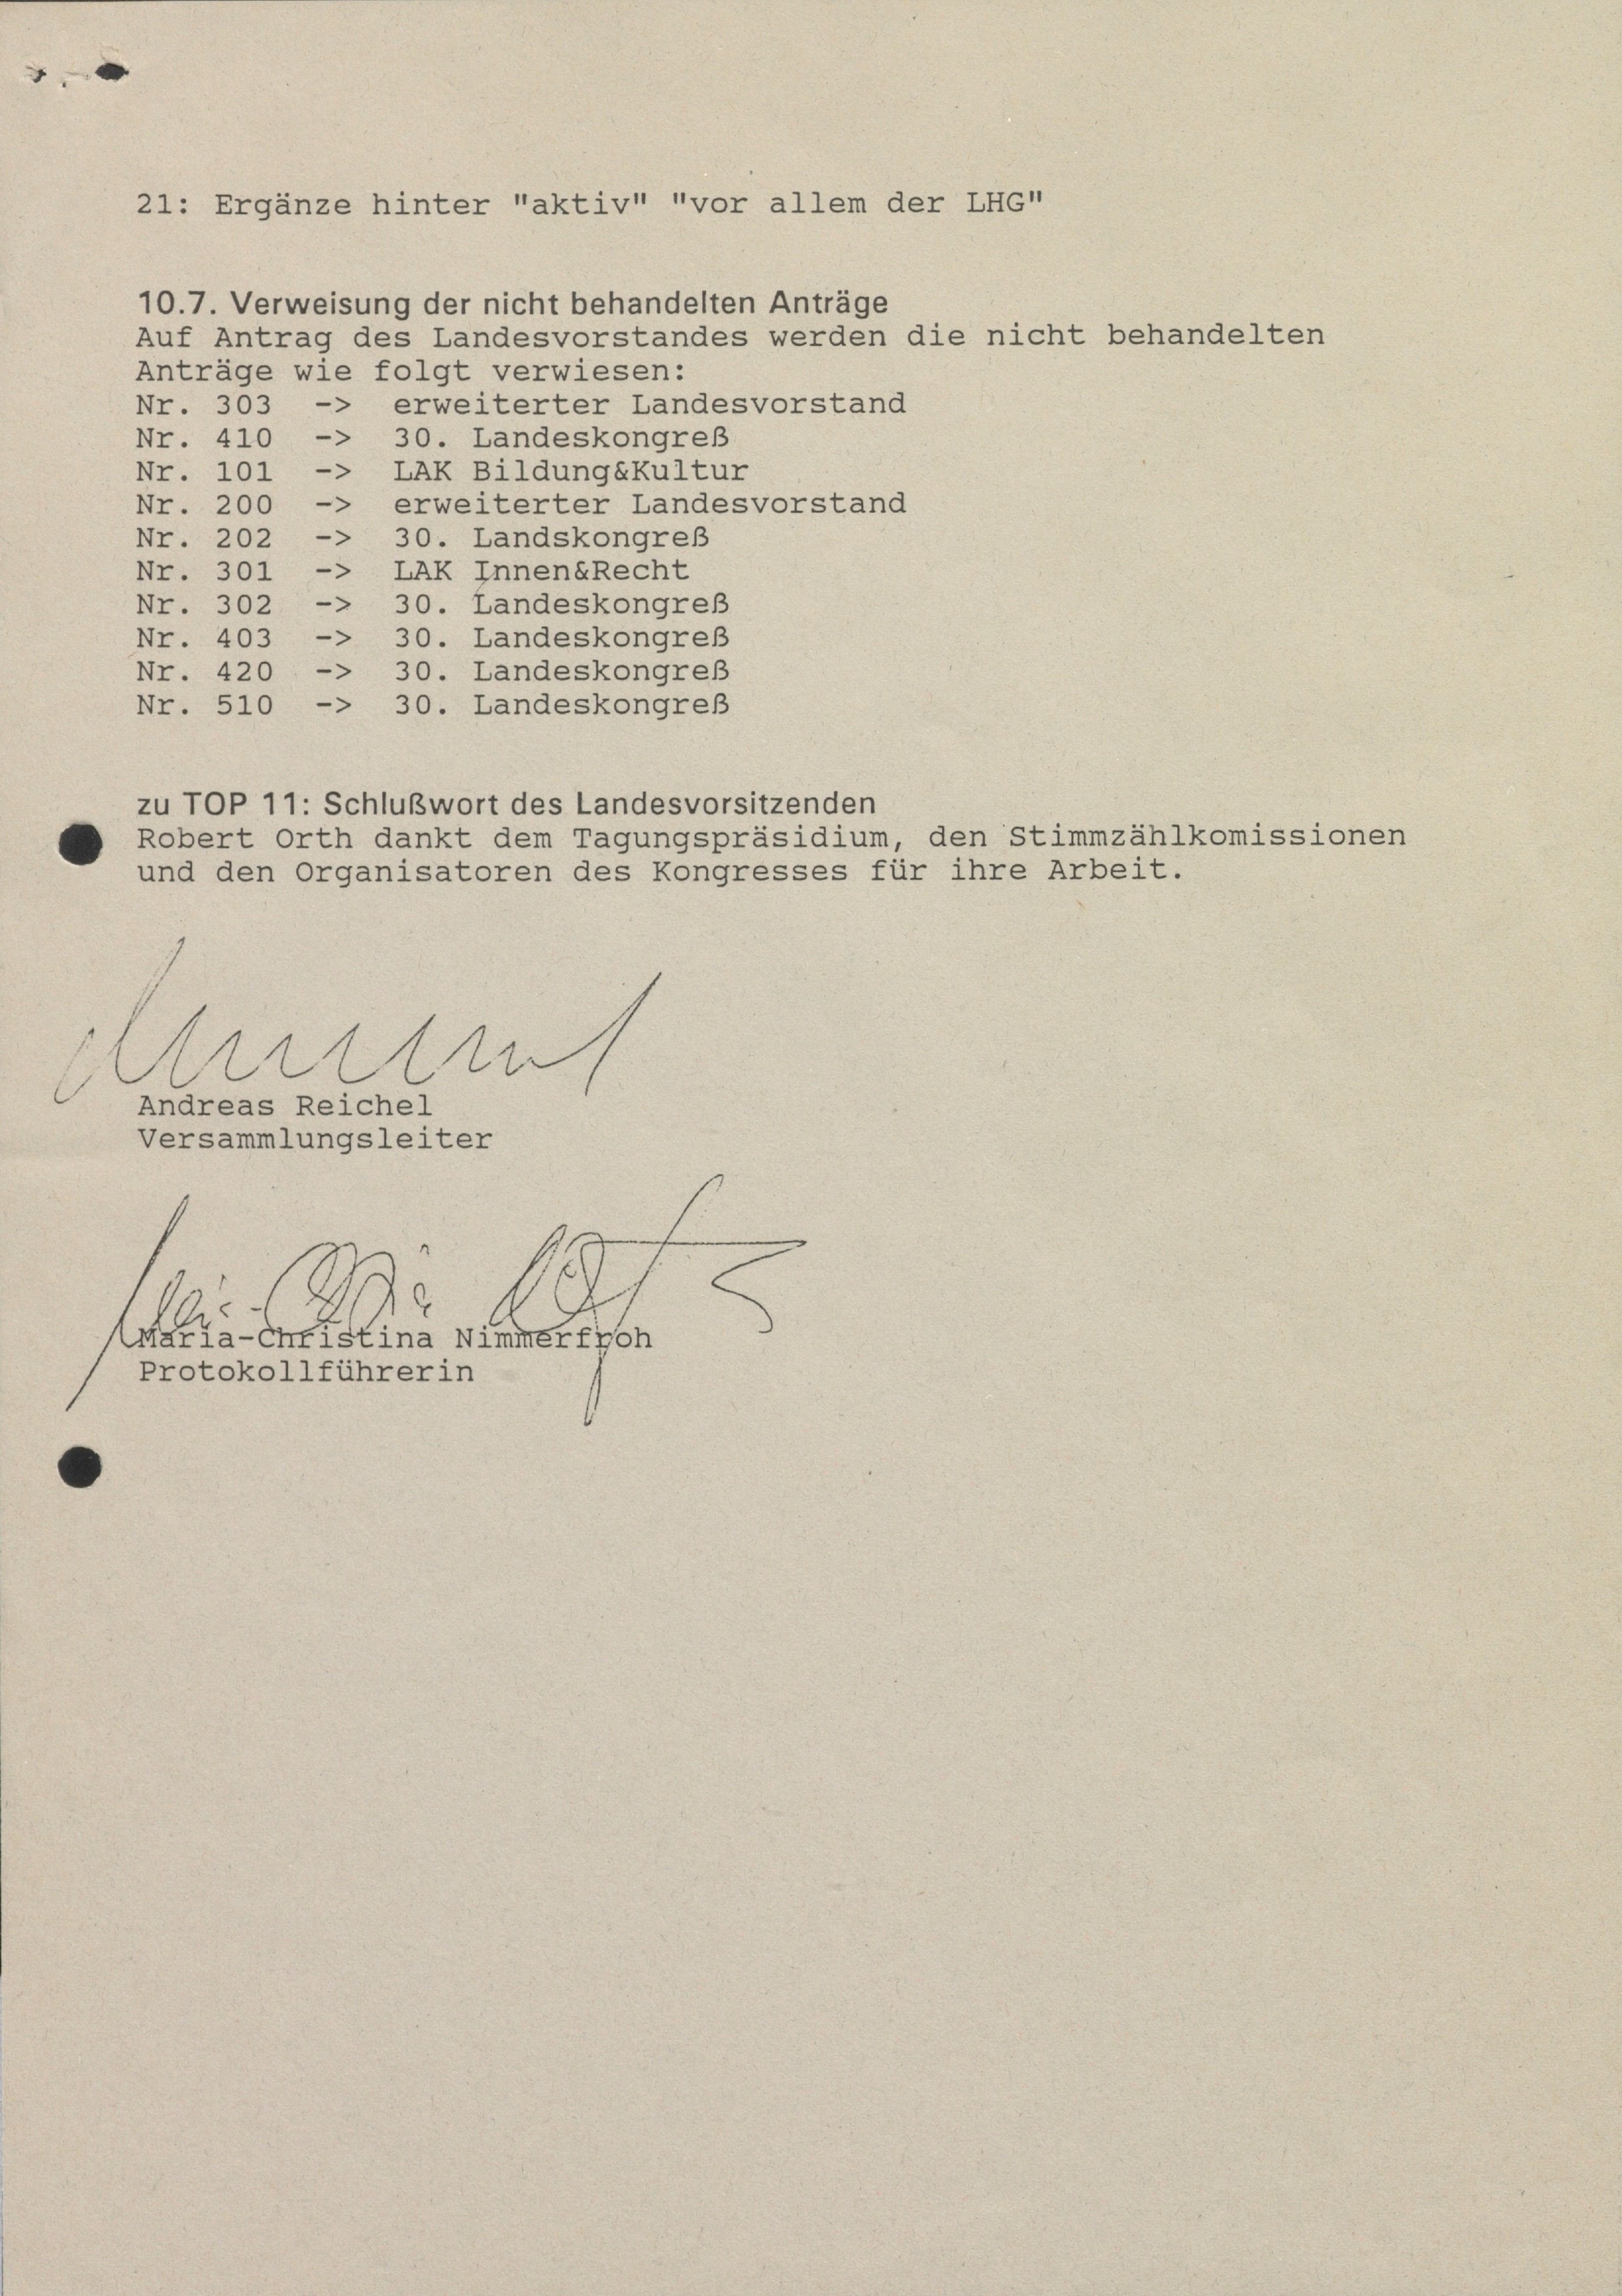 21: Ergänze hinter "aktiv" "vor allem der LHG"
10.7. Verweisung der nicht behandelten Anträge
Auf Antrag des Landesvorstandes werden die nicht behandelten
Anträge wie folgt verwiesen:
Nr. 303 -> erweiterter Landesvorstand
Nr. 410 -> 30. Landeskongreß
Nr. 101 -> LAK Bildung&Kultur
Nr. 200 -> erweiterter Landesvorstand
Nr. 202 -> 30. Landskongreß
Nr. 301 -> LAK Innen&Recht
Nr. 302 -> 30. Landeskongreß
Nr. 403 -> 30. Landeskongreß
Nr. 420 -> 30. Landeskongreß
Nr. 510 -> 30. Landeskongreß
zu TOP 11: Schlußwort des Landesvorsitzenden
Robert Orth dankt dem Tagungspräsidium, den Stimmzählkomissionen
und den Organisatoren des Kongresses für ihre Arbeit.
Andreas Reichel
Versammlungsleiter
Maria-Christina Nimmerfroh
Protokollführerin